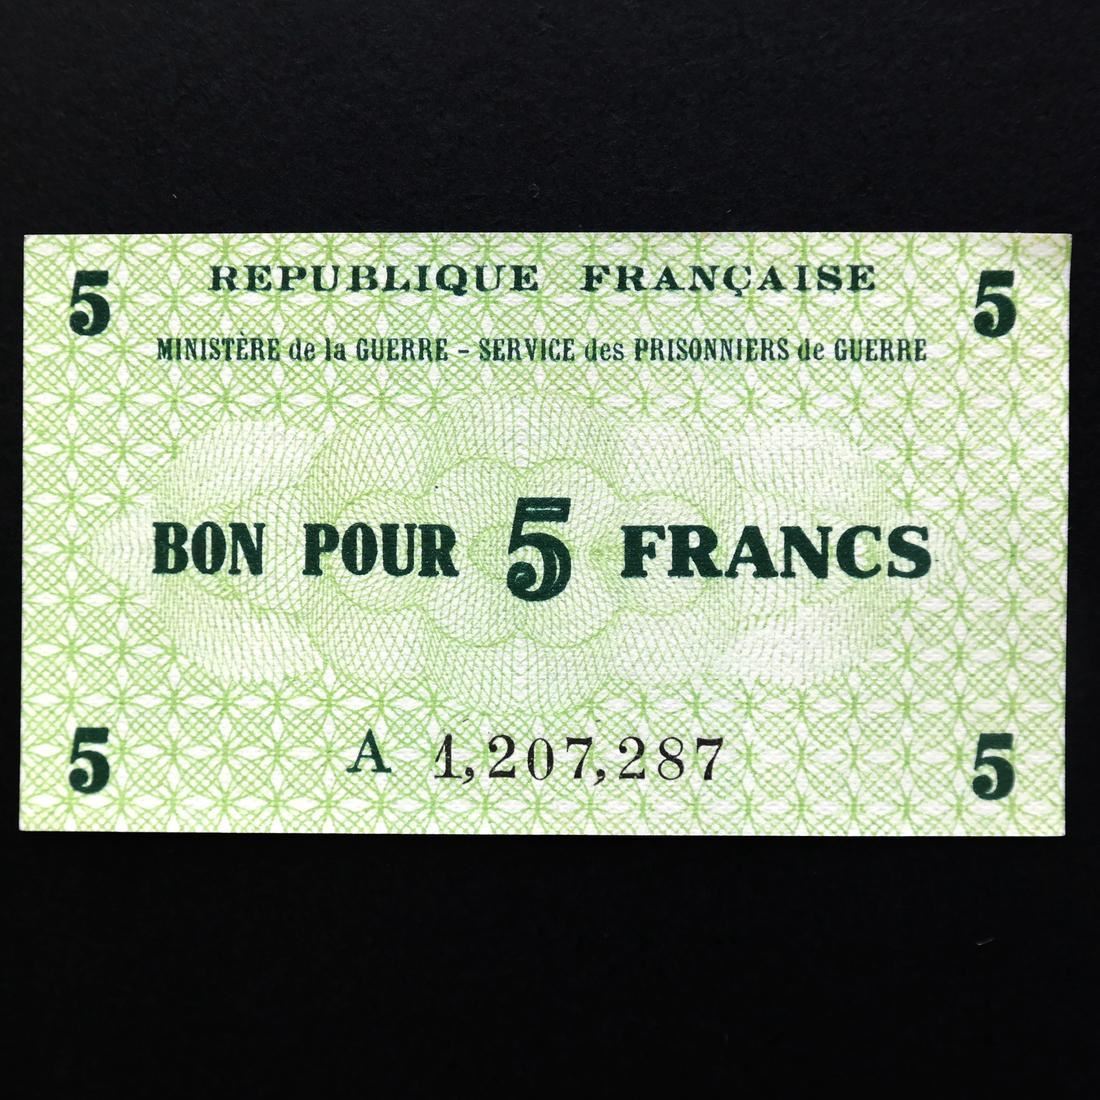 5 REPUBLIQUE FRANÇAISE 5
MINISTÈRE de la GUERRE - SERVICE des PRISONNIERS de GUERRE
BON POUR 5 FRANCS
5 A 1,207,287 5